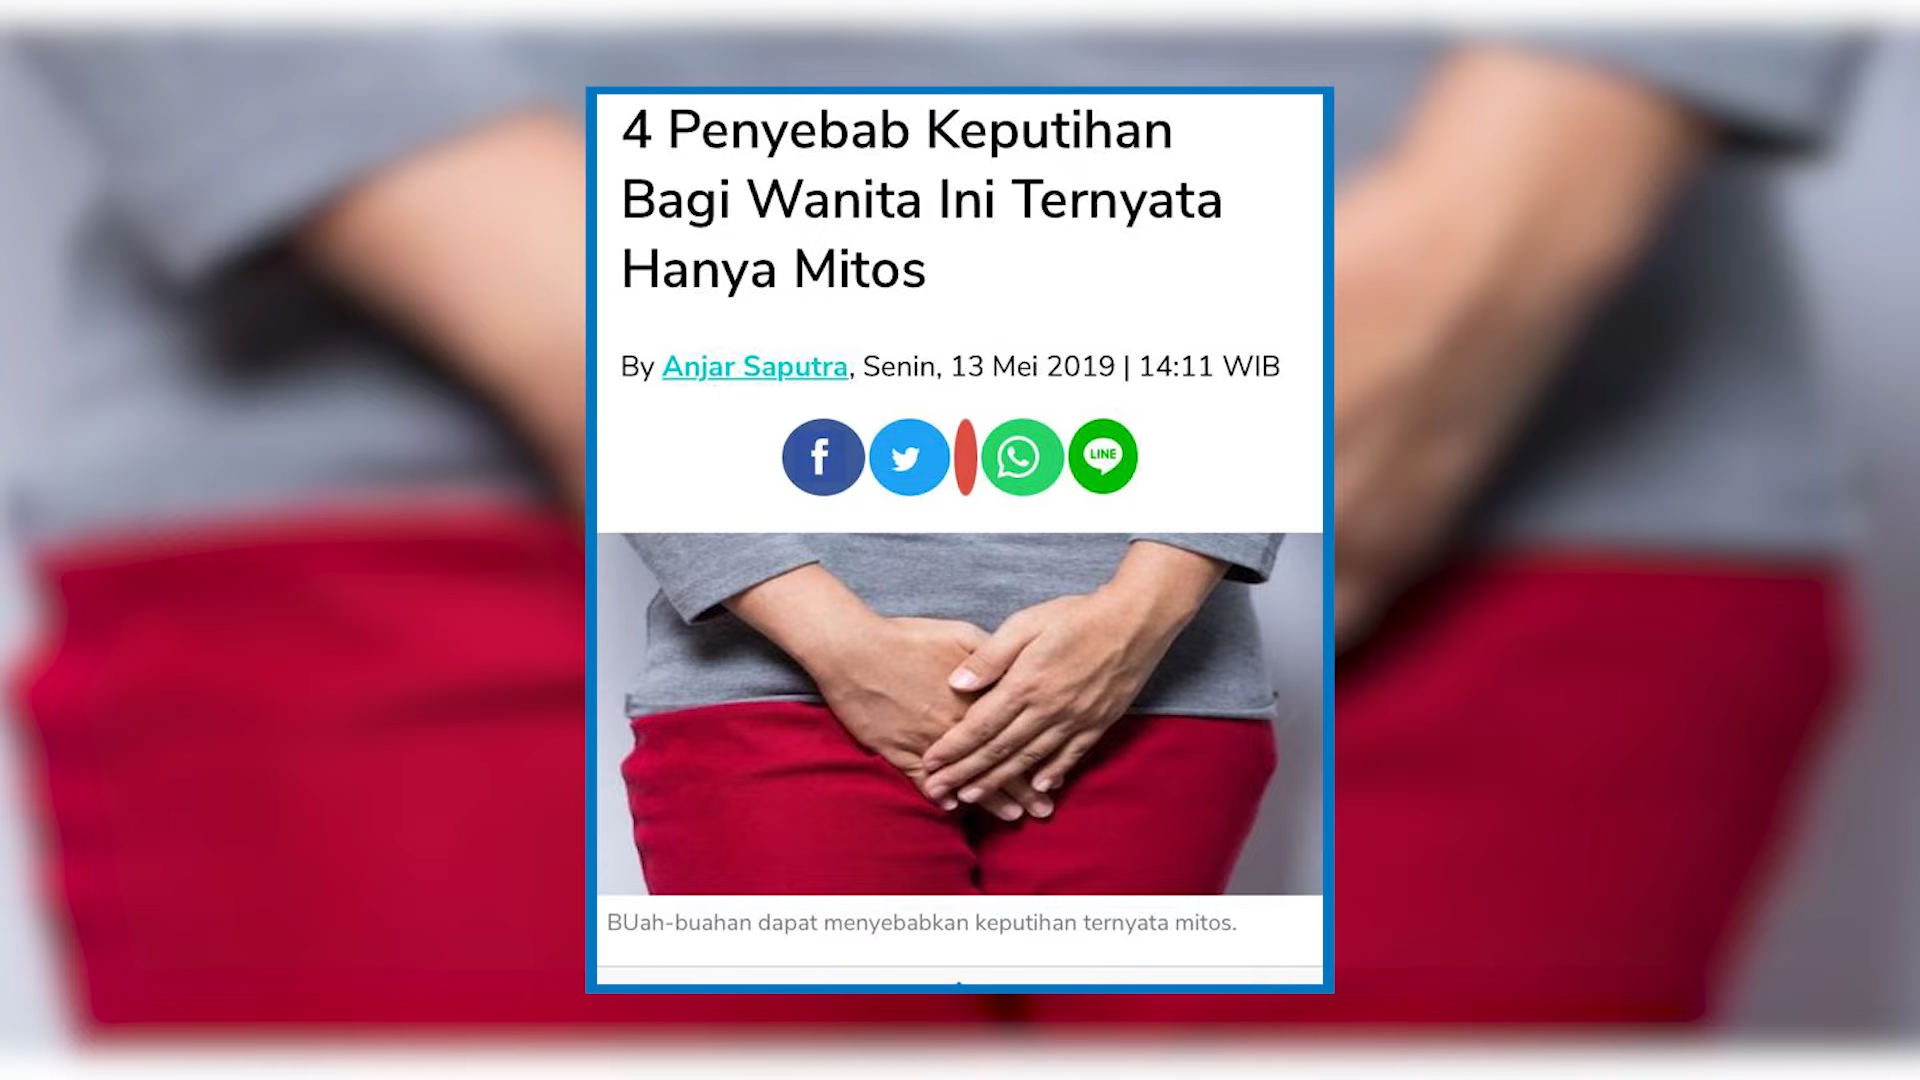 4 Penyebab Keputihan
Bagi Wanita Ini Ternyata
Hanya Mitos
By Anjar Saputra, Senin, 13 Mei 2019 | 14:11 WIB
f
LINE
BUah-buahan dapat menyebabkan keputihan ternyata mitos.